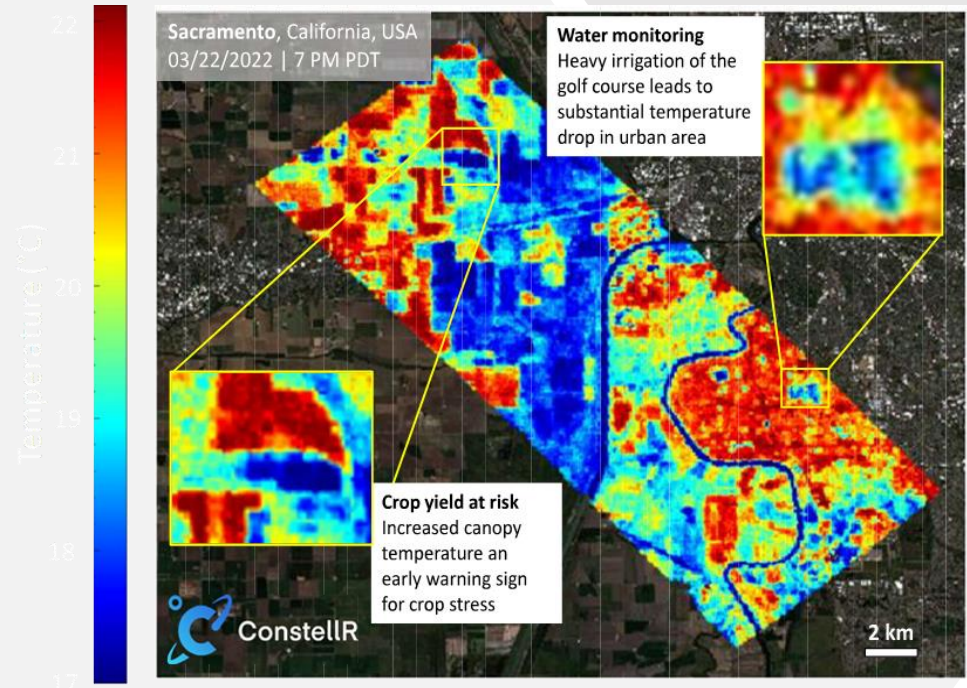 22
21
20
19
18
17
Temperature (°C)
Sacramento, California, USA
03/22/2022 | 7 PM PDT
Water monitoring
Heavy irrigation of the
golf course leads to
substantial temperature
drop in urban area
Crop yield at risk
Increased canopy
temperature an
early warning sign
for crop stress
ConstellR
2 km